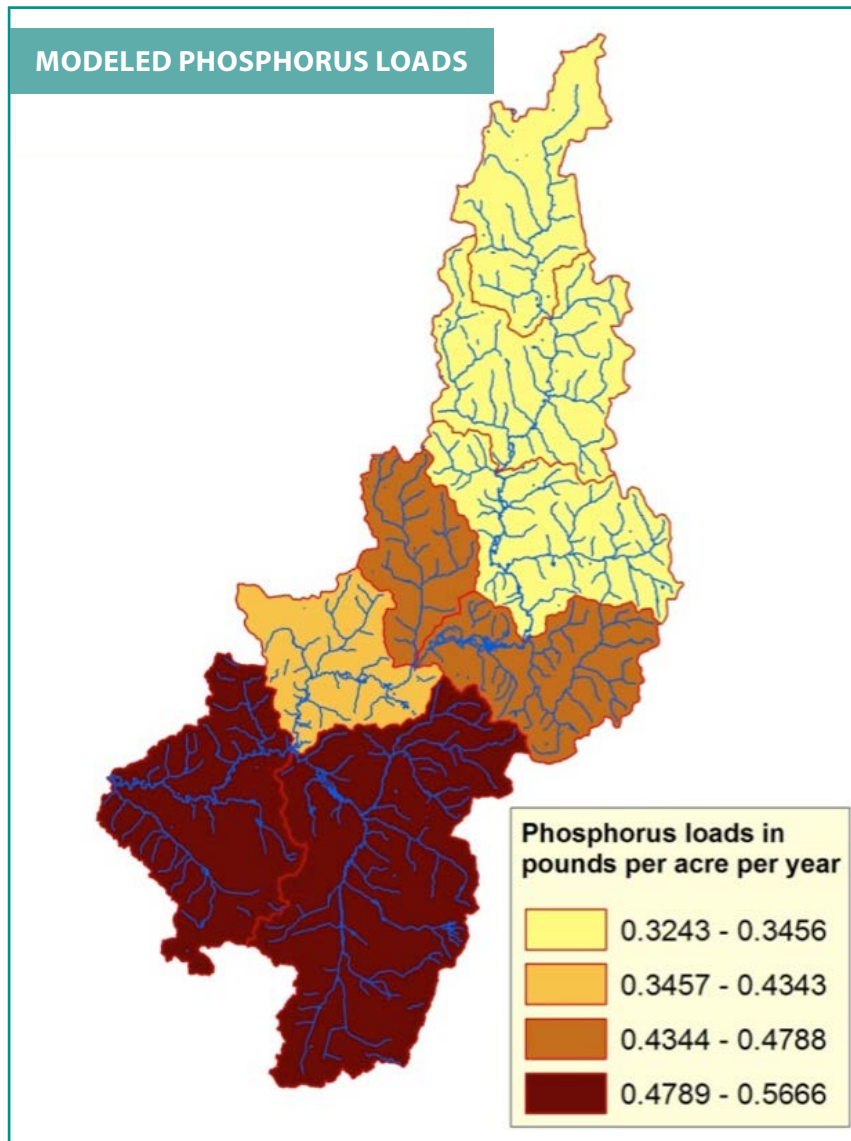 MODELED PHOSPHORUS LOADS
Phosphorus loads in
pounds per acre per year
0.3243 - 0.3456
0.3457 - 0.4343
0.4344 - 0.4788
0.4789 - 0.5666